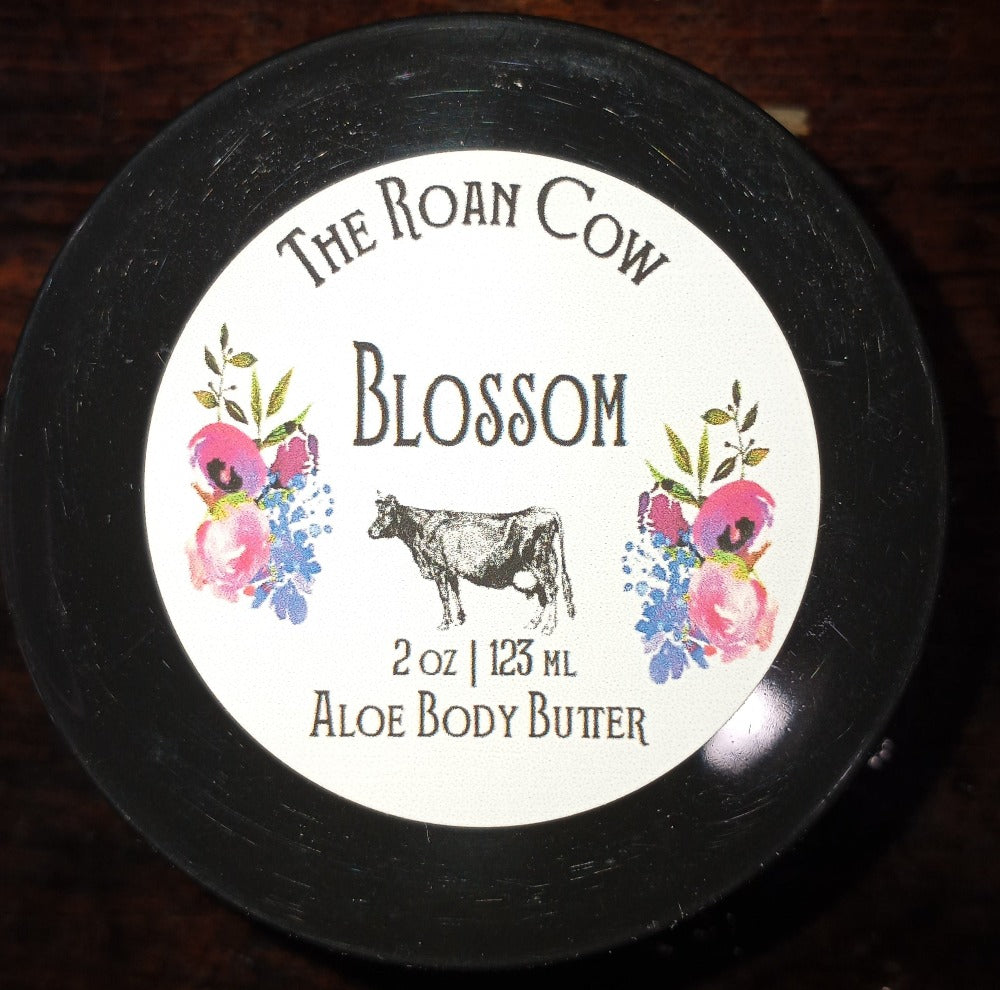 The Roan Cow
Blossom
2 oz | 123 ml
Aloe Body Butter